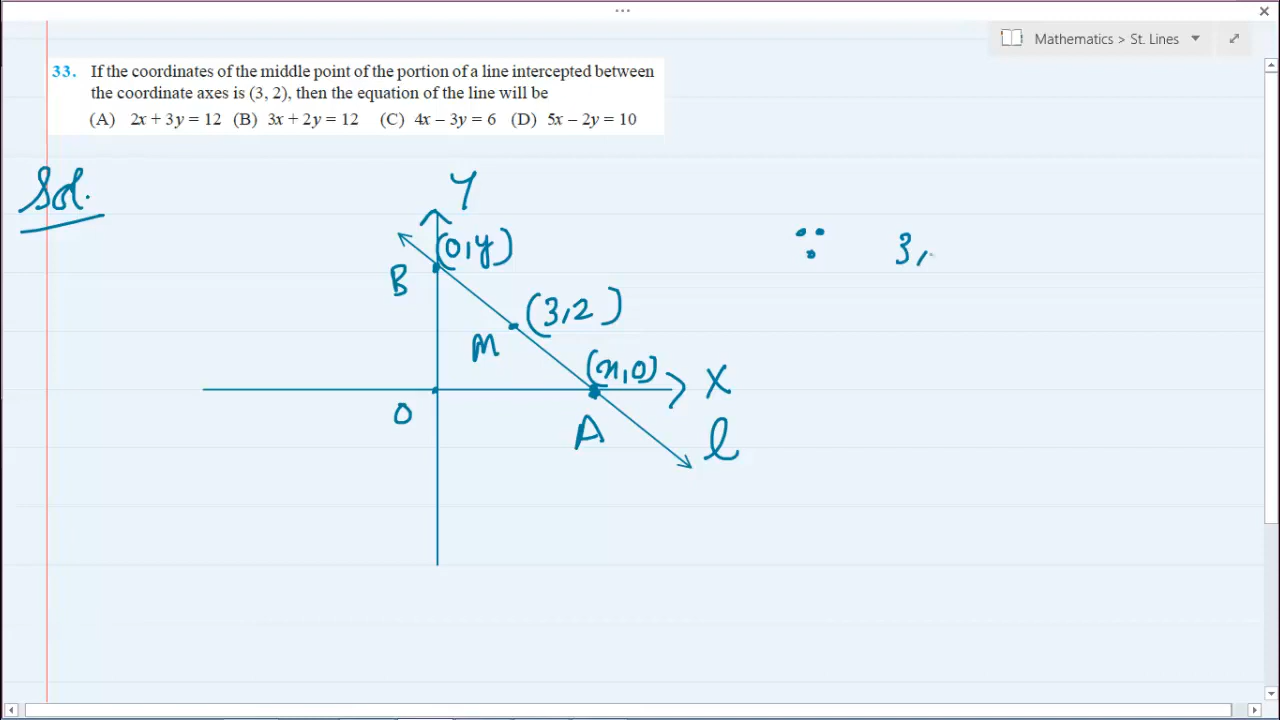 Mathematics > St. Lines
33. If the coordinates of the middle point of the portion of a line intercepted between
the coordinate axes is (3, 2), then the equation of the line will be
(A) 2x + 3y = 12 (B) 3x + 2y = 12 (C) 4x – 3y = 6 (D) 5x – 2y = 10
Sol.
Y
(0,y)
∵ 3,
B
(3,2)
M
(x,0)
X
O
A
l